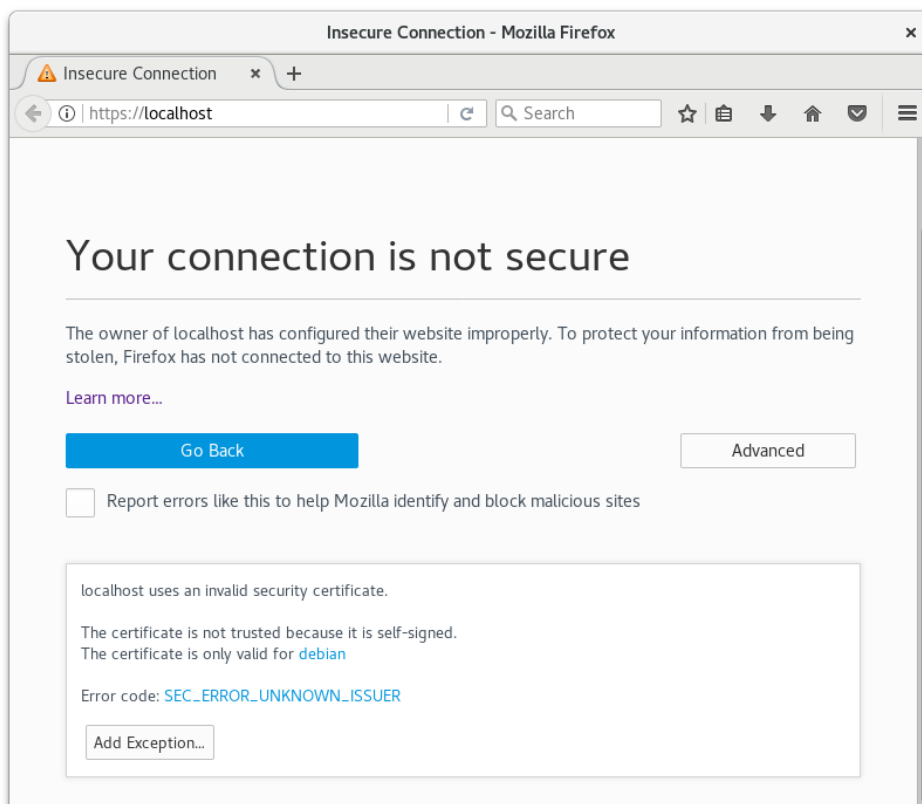 Insecure Connection - Mozilla Firefox ×
Insecure Connection × +
https://localhost Search
Your connection is not secure
The owner of localhost has configured their website improperly. To protect your information from being
stolen, Firefox has not connected to this website.
Learn more...
Go Back Advanced
Report errors like this to help Mozilla identify and block malicious sites
localhost uses an invalid security certificate.
The certificate is not trusted because it is self-signed.
The certificate is only valid for debian
Error code: SEC_ERROR_UNKNOWN_ISSUER
Add Exception...